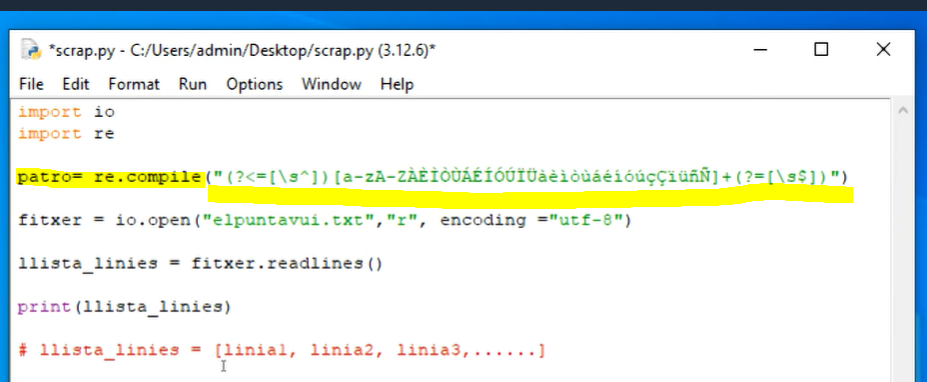 *scrap.py - C:/Users/admin/Desktop/scrap.py (3.12.6)*
File Edit Format Run Options Window Help
import io
import re
patro= re.compile("(?<=[\s^])[a-zA-ZÀÈÌÒÙÁÉÍÓÚÏÜàèìòùáéíóúçÇïüñÑ]+(?=[\s$])")
fitxer = io.open("elpuntavui.txt","r", encoding ="utf-8")
llista_linies = fitxer.readlines()
print(llista_linies)
# llista_linies = [linia1, linia2, linia3,......]